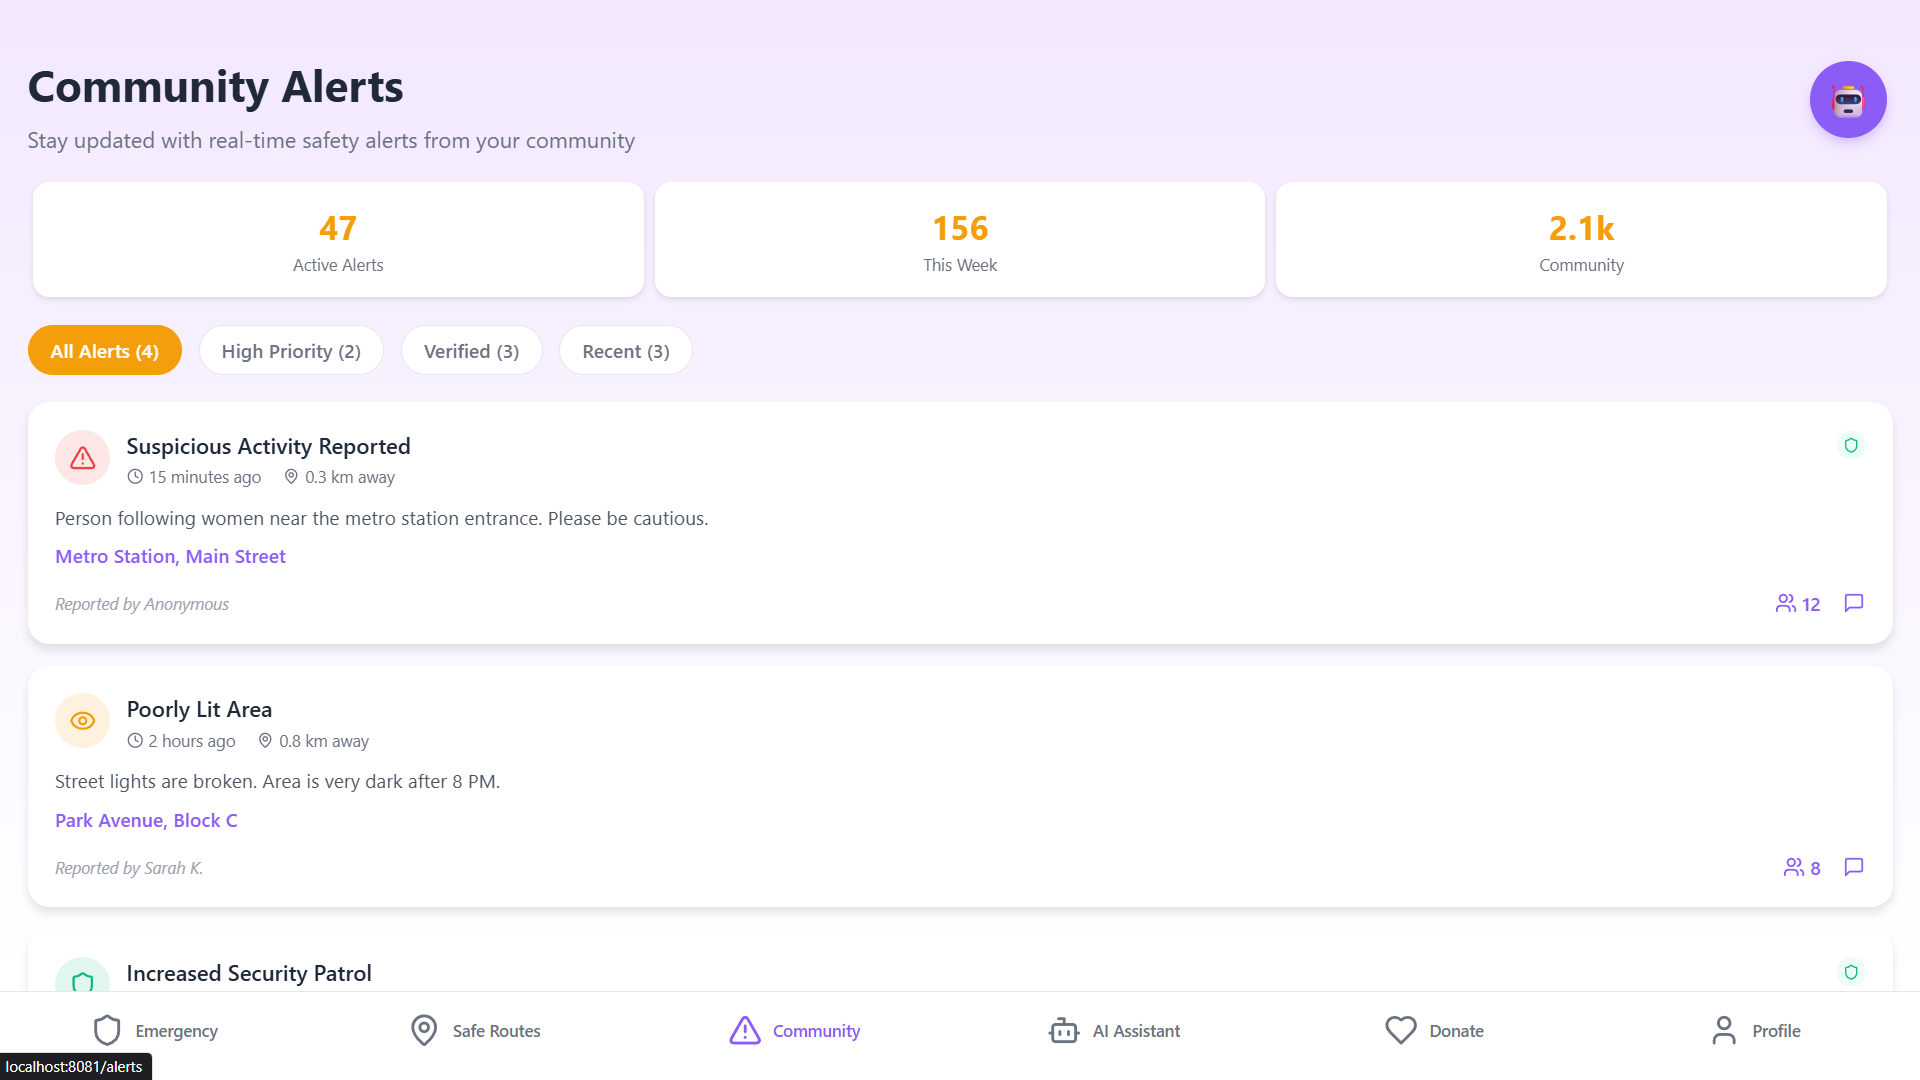 Community Alerts
Stay updated with real-time safety alerts from your community
47
Active Alerts
156
This Week
2.1k
Community
All Alerts (4)
High Priority (2)
Verified (3)
Recent (3)
Suspicious Activity Reported
15 minutes ago
0.3 km away
Person following women near the metro station entrance. Please be cautious.
Metro Station, Main Street
Reported by Anonymous
12
Poorly Lit Area
2 hours ago
0.8 km away
Street lights are broken. Area is very dark after 8 PM.
Park Avenue, Block C
Reported by Sarah K.
8
Increased Security Patrol
Emergency
Safe Routes
Community
AI Assistant
Donate
Profile
localhost:8081/alerts